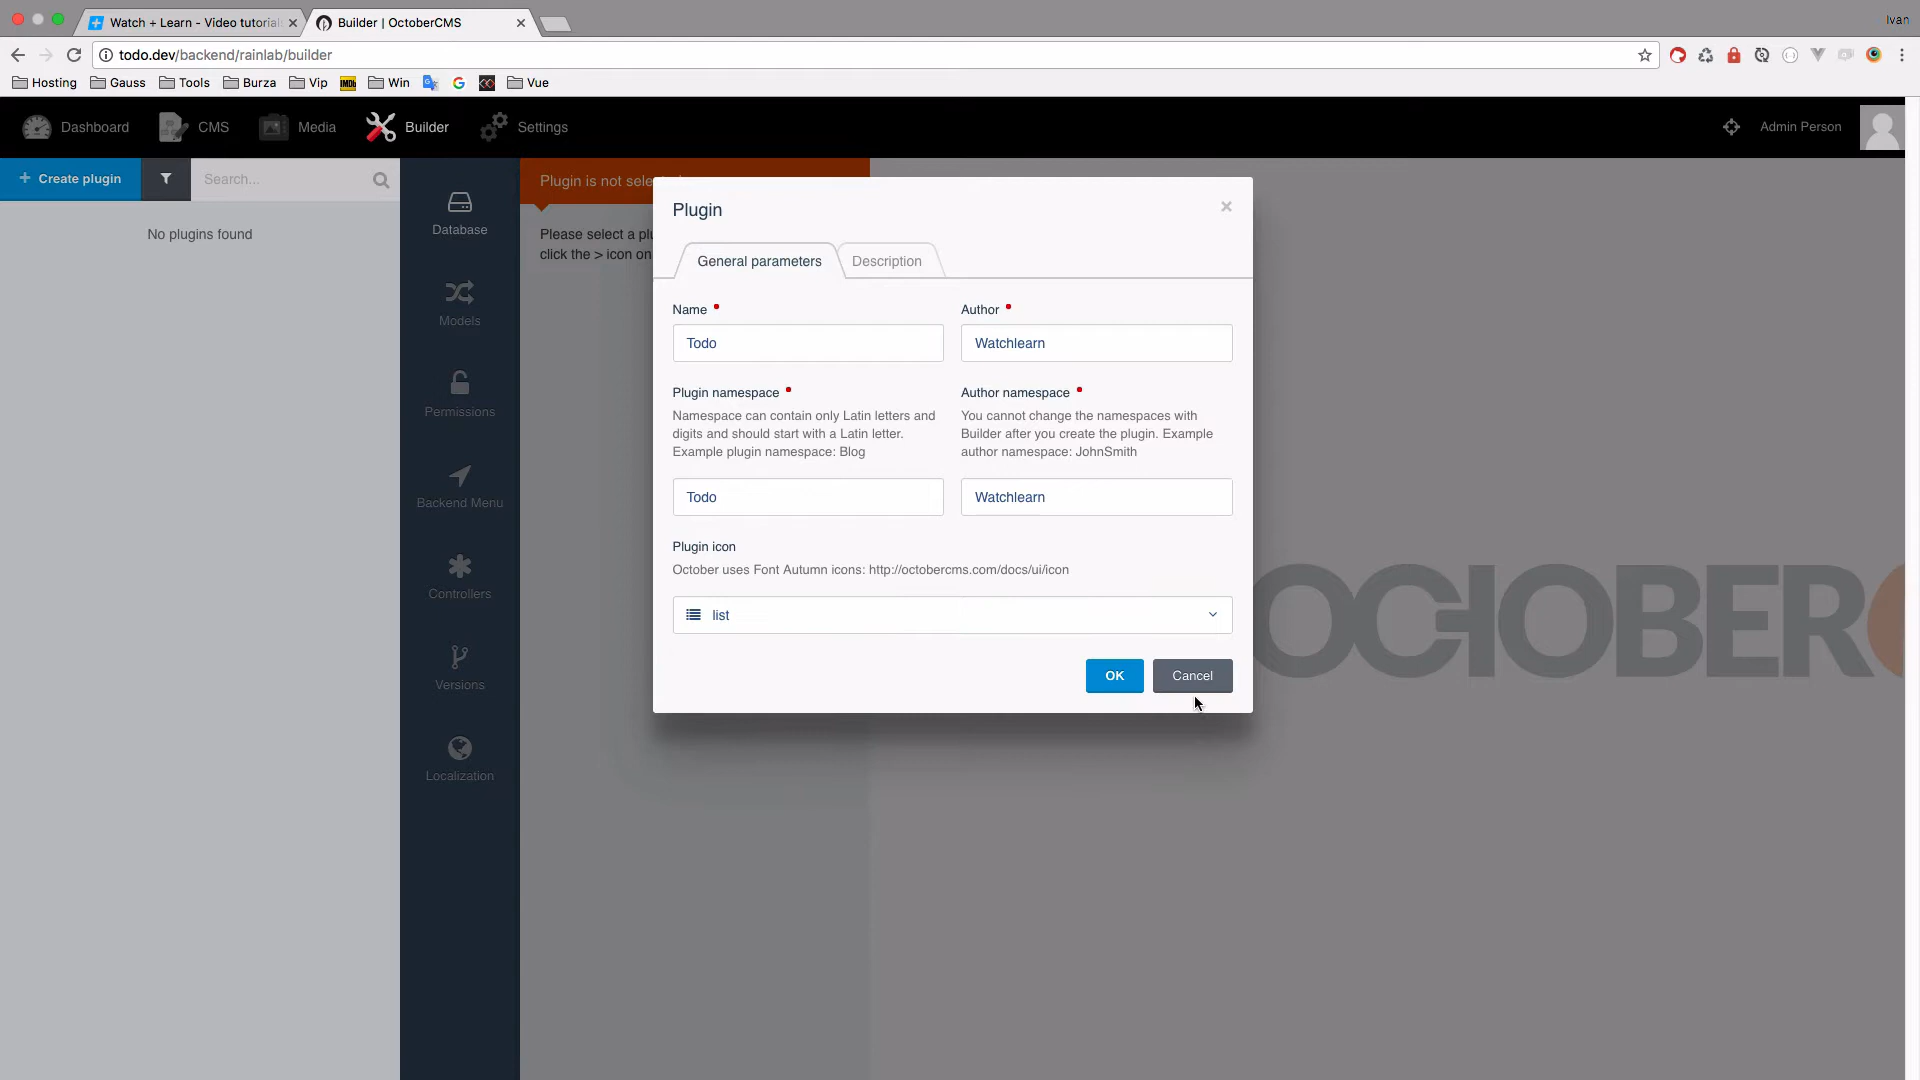 Watch + Learn - Video tutorial
Builder | OctoberCMS
Ivan
todo.dev/backend/rainlab/builder
Hosting
Gauss
Tools
Burza
Vip
IMDb
Win
Vue
Dashboard
CMS
Media
Builder
Settings
Admin Person
+ Create plugin
Search...
No plugins found
Database
Models
Permissions
Backend Menu
Controllers
Versions
Localization
Plugin is not sele
Please select a plu
click the > icon on
Plugin
General parameters
Description
Name
Author
Todo
Watchlearn
Plugin namespace
Author namespace
Namespace can contain only Latin letters and
digits and should start with a Latin letter.
Example plugin namespace: Blog
You cannot change the namespaces with
Builder after you create the plugin. Example
author namespace: JohnSmith
Todo
Watchlearn
Plugin icon
October uses Font Autumn icons: http://octobercms.com/docs/ui/icon
list
OK
Cancel
OCTOBER